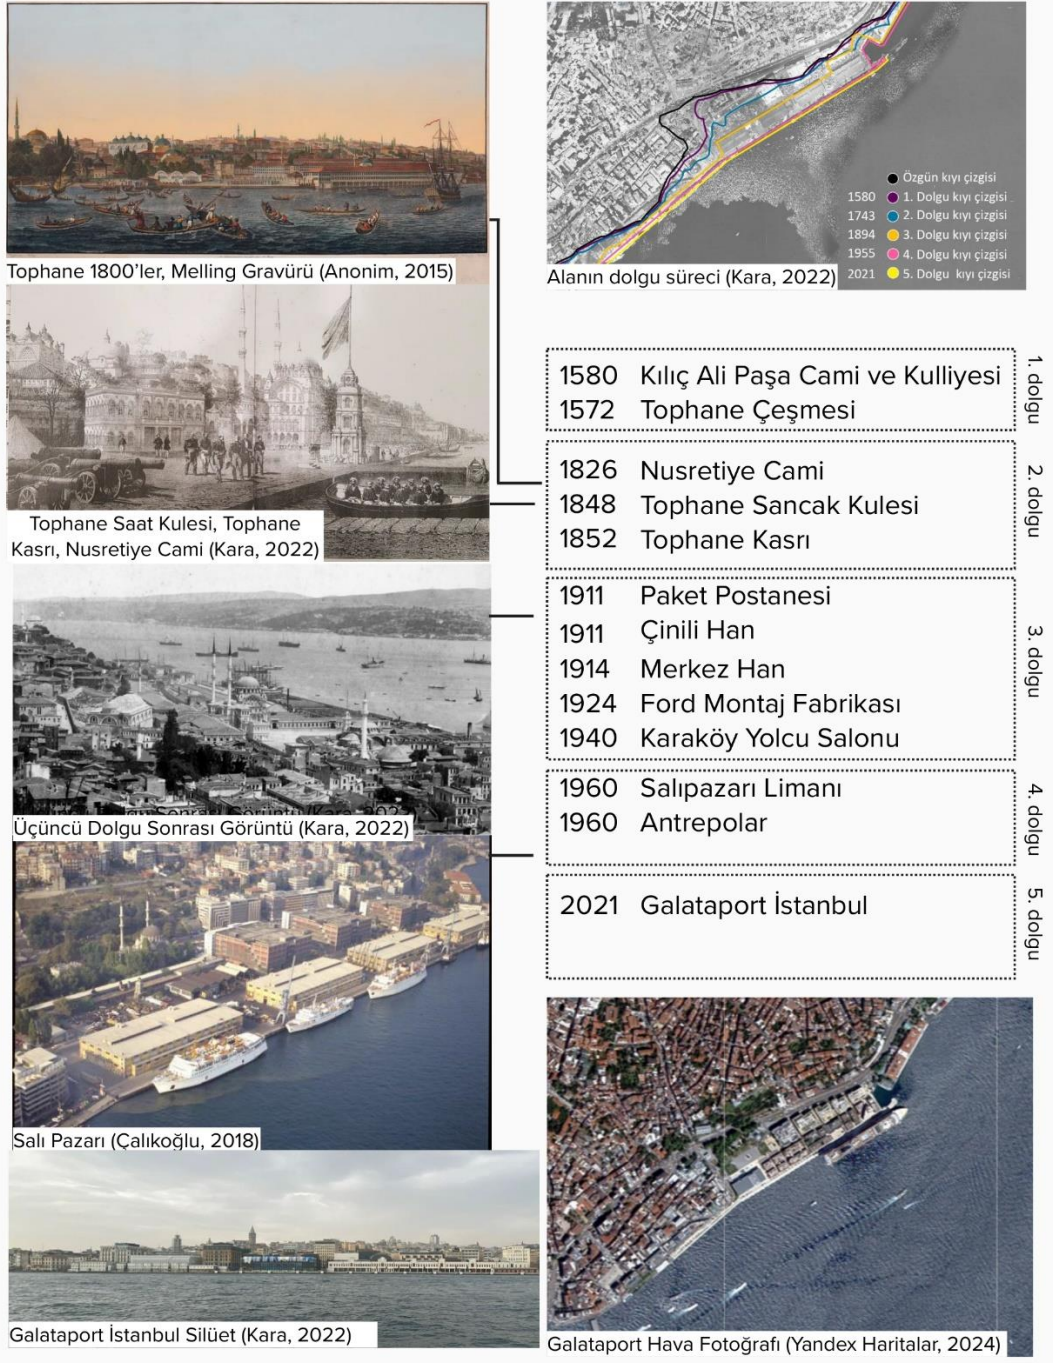 Tophane 1800'ler, Melling Gravürü (Anonim, 2015)
Özgün kıyı çizgisi
1580 1. Dolgu kıyı çizgisi
1743 2. Dolgu kıyı çizgisi
1894 3. Dolgu kıyı çizgisi
1955 4. Dolgu kıyı çizgisi
2021 5. Dolgu kıyı çizgisi
Alanın dolgu süreci (Kara, 2022)
Tophane Saat Kulesi, Tophane
Kasrı, Nusretiye Cami (Kara, 2022)
Üçüncü Dolgu Sonrası Görüntü (Kara, 2022)
Salı Pazarı (Çalıkoğlu, 2018)
Galataport İstanbul Silüet (Kara, 2022)
1580 Kılıç Ali Paşa Cami ve Kulliyesi
1572 Tophane Çeşmesi
1. dolgu
1826 Nusretiye Cami
1848 Tophane Sancak Kulesi
1852 Tophane Kasrı
2. dolgu
1911 Paket Postanesi
1911 Çinili Han
1914 Merkez Han
1924 Ford Montaj Fabrikası
1940 Karaköy Yolcu Salonu
3. dolgu
1960 Salıpazarı Limanı
1960 Antrepolar
4. dolgu
2021 Galataport İstanbul
5. dolgu
Galataport Hava Fotoğrafı (Yandex Haritalar, 2024)